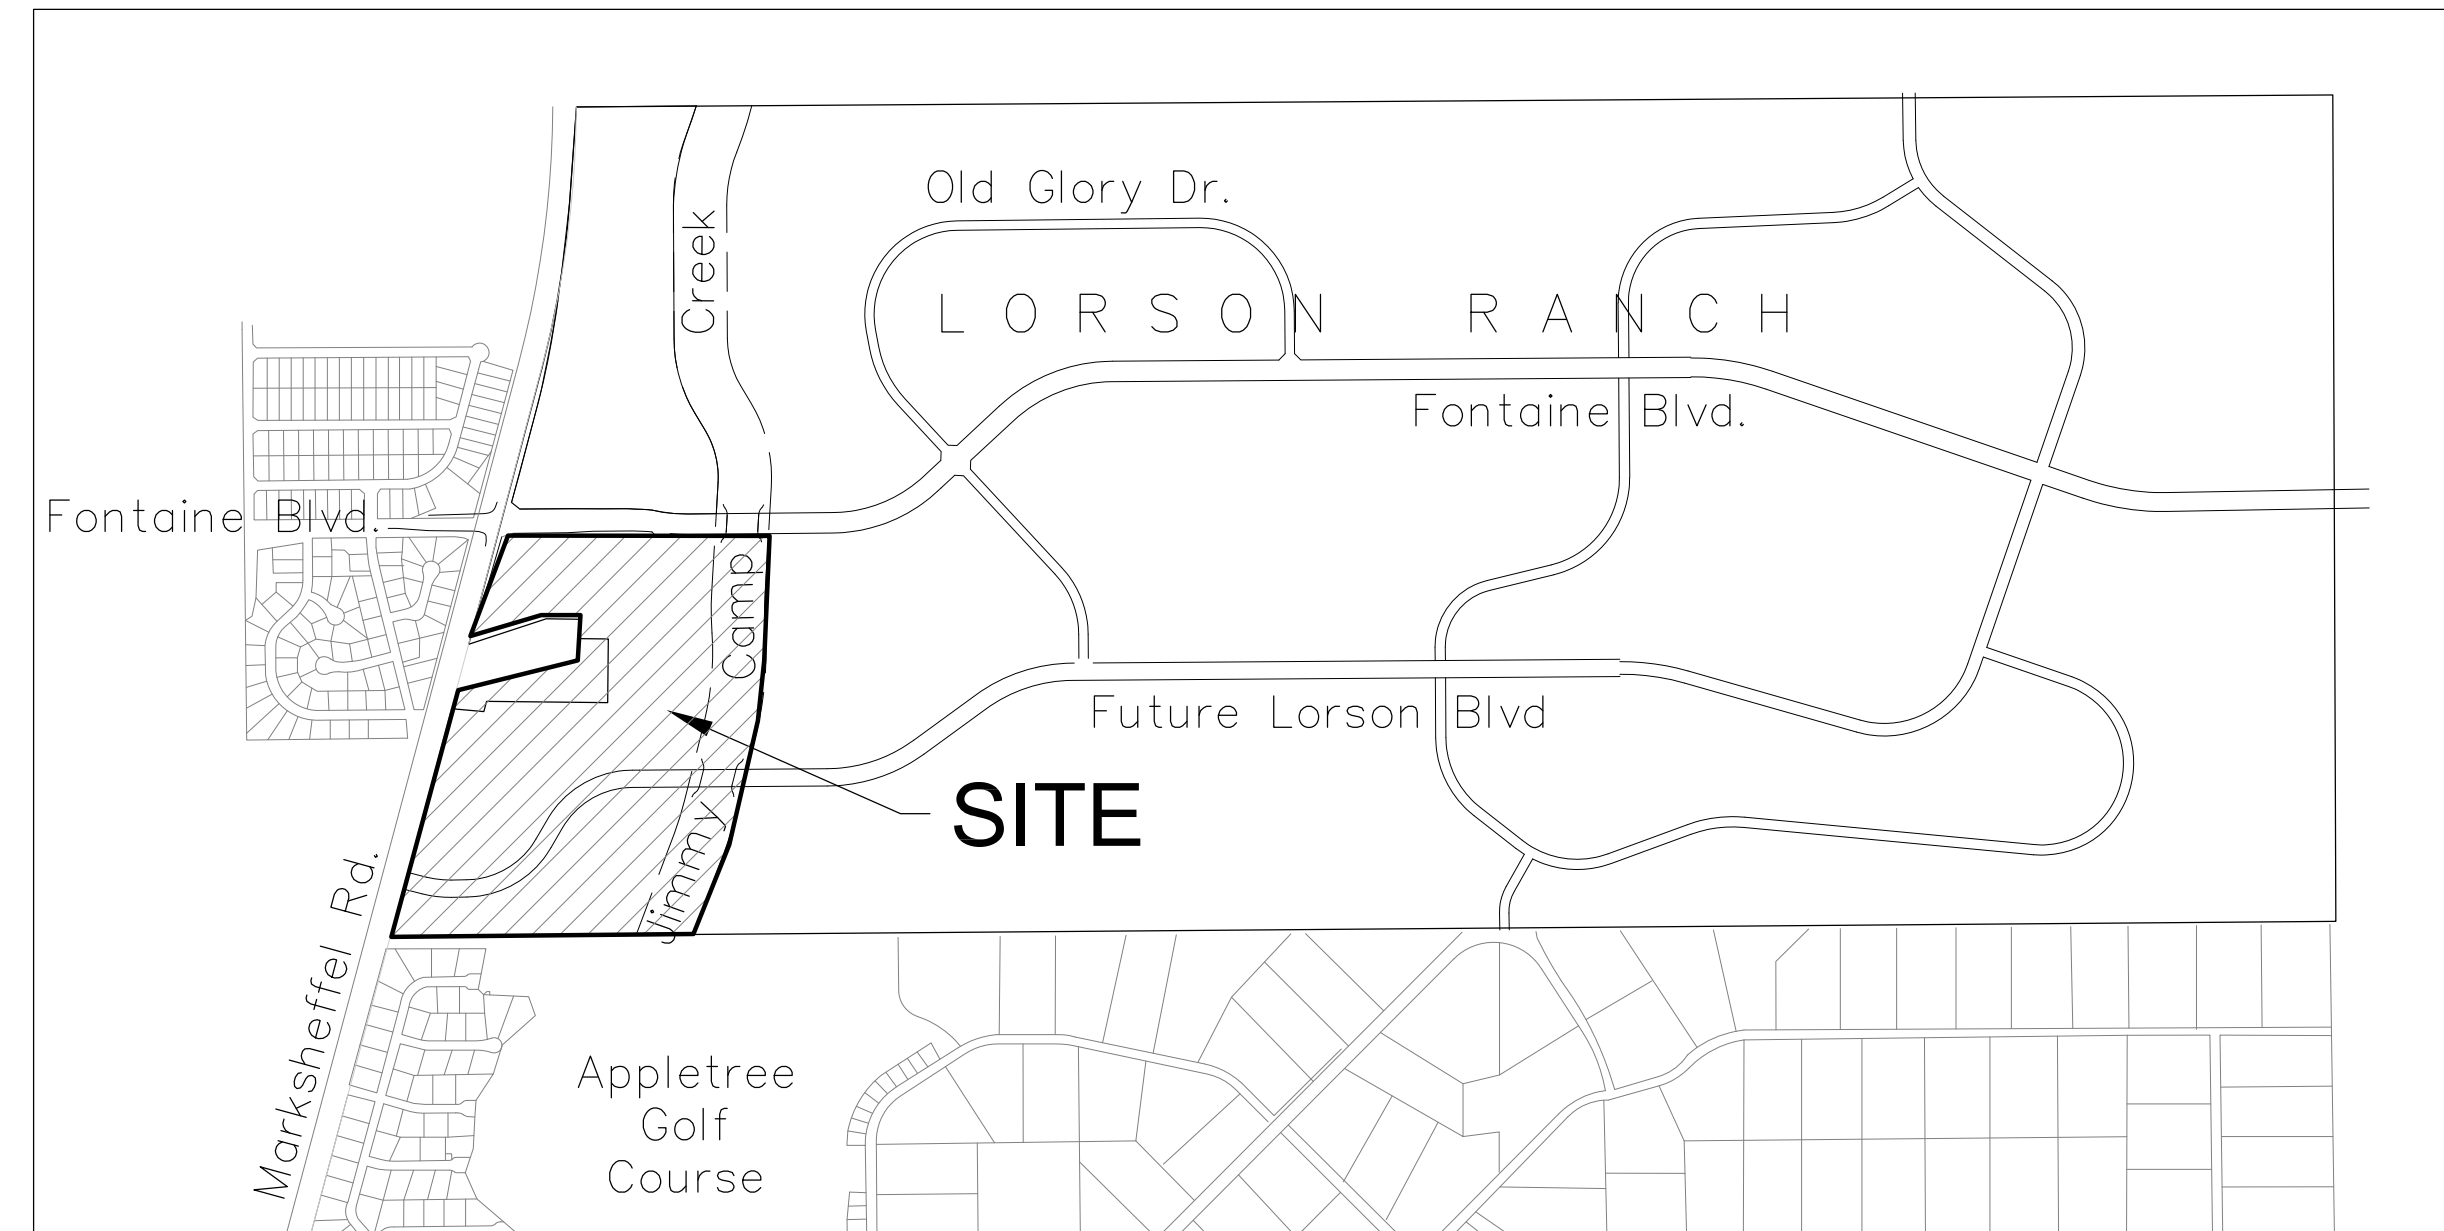 Old Glory Dr.
Creek
LORSON RANCH
Fontaine Blvd.
Fontaine Blvd.
Camp
Future Lorson Blvd
SITE
Jimmy
Marksheffel Rd.
Appletree
Golf
Course